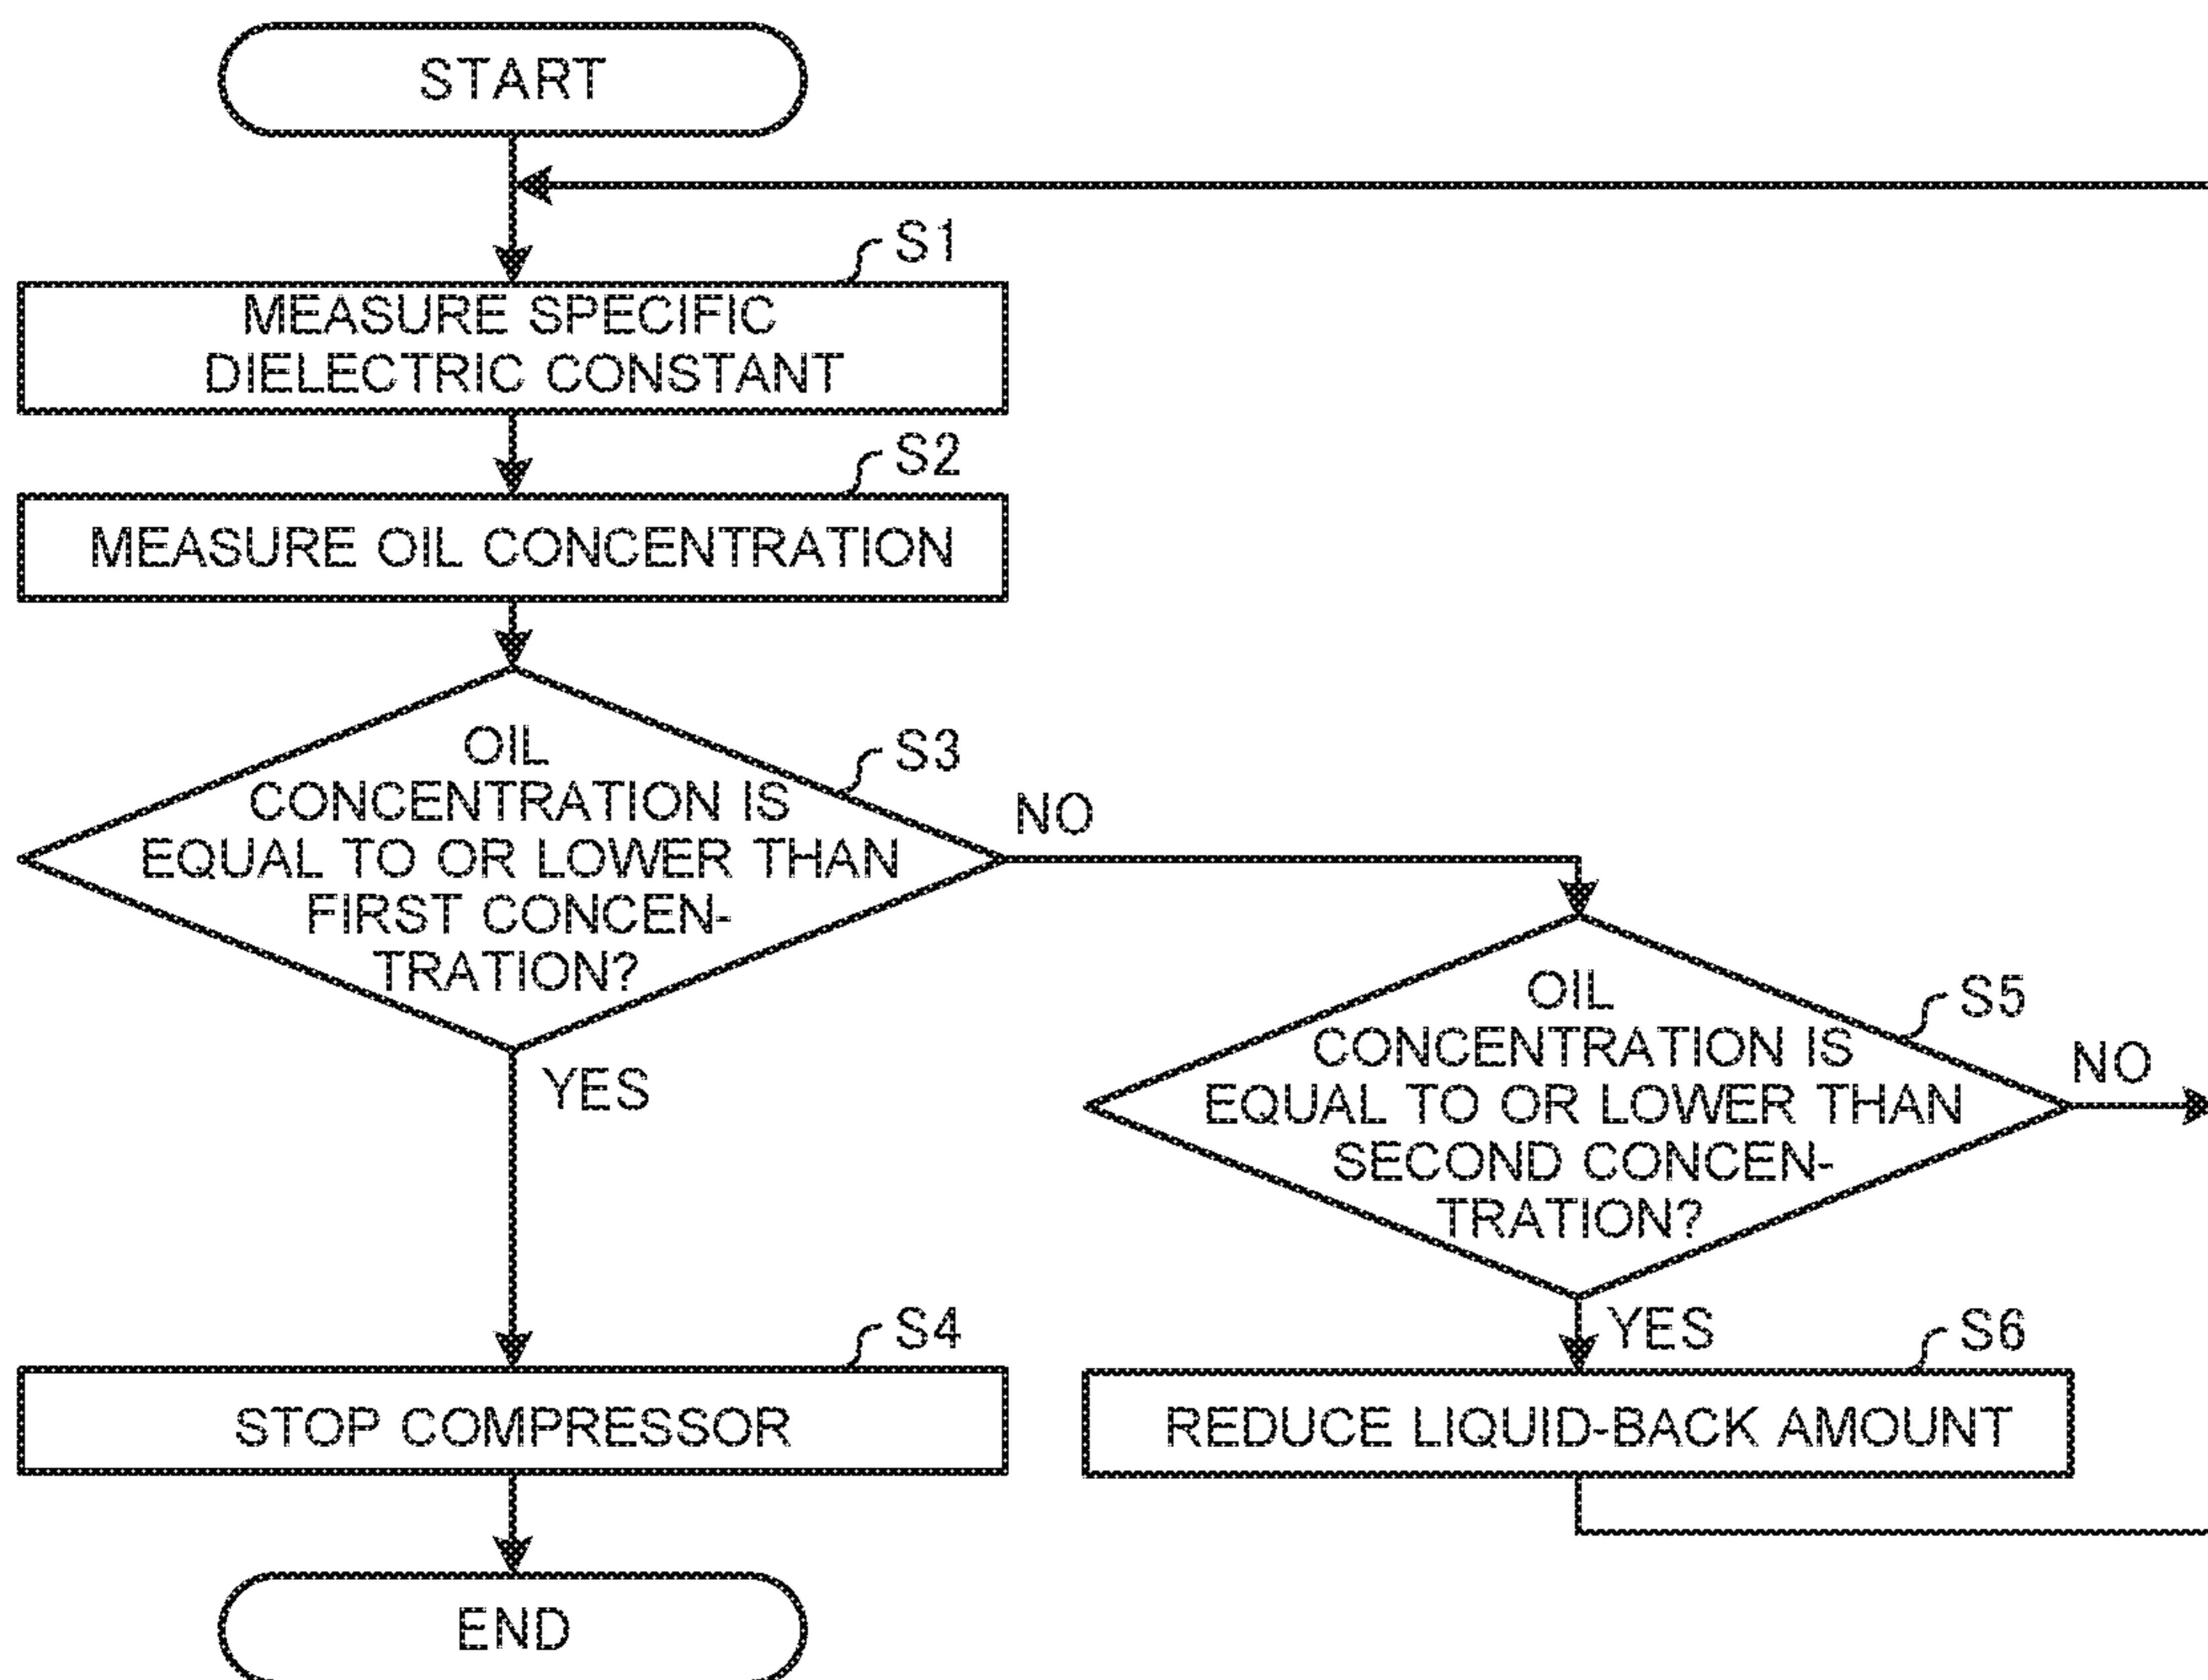 START
S1
MEASURE SPECIFIC
DIELECTRIC CONSTANT
S2
MEASURE OIL CONCENTRATION
S3
OIL
CONCENTRATION IS
EQUAL TO OR LOWER THAN
FIRST CONCEN-
TRATION?
NO
YES
S5
OIL
CONCENTRATION IS
EQUAL TO OR LOWER THAN
SECOND CONCEN-
TRATION?
NO
YES
S4
STOP COMPRESSOR
S6
REDUCE LIQUID-BACK AMOUNT
END